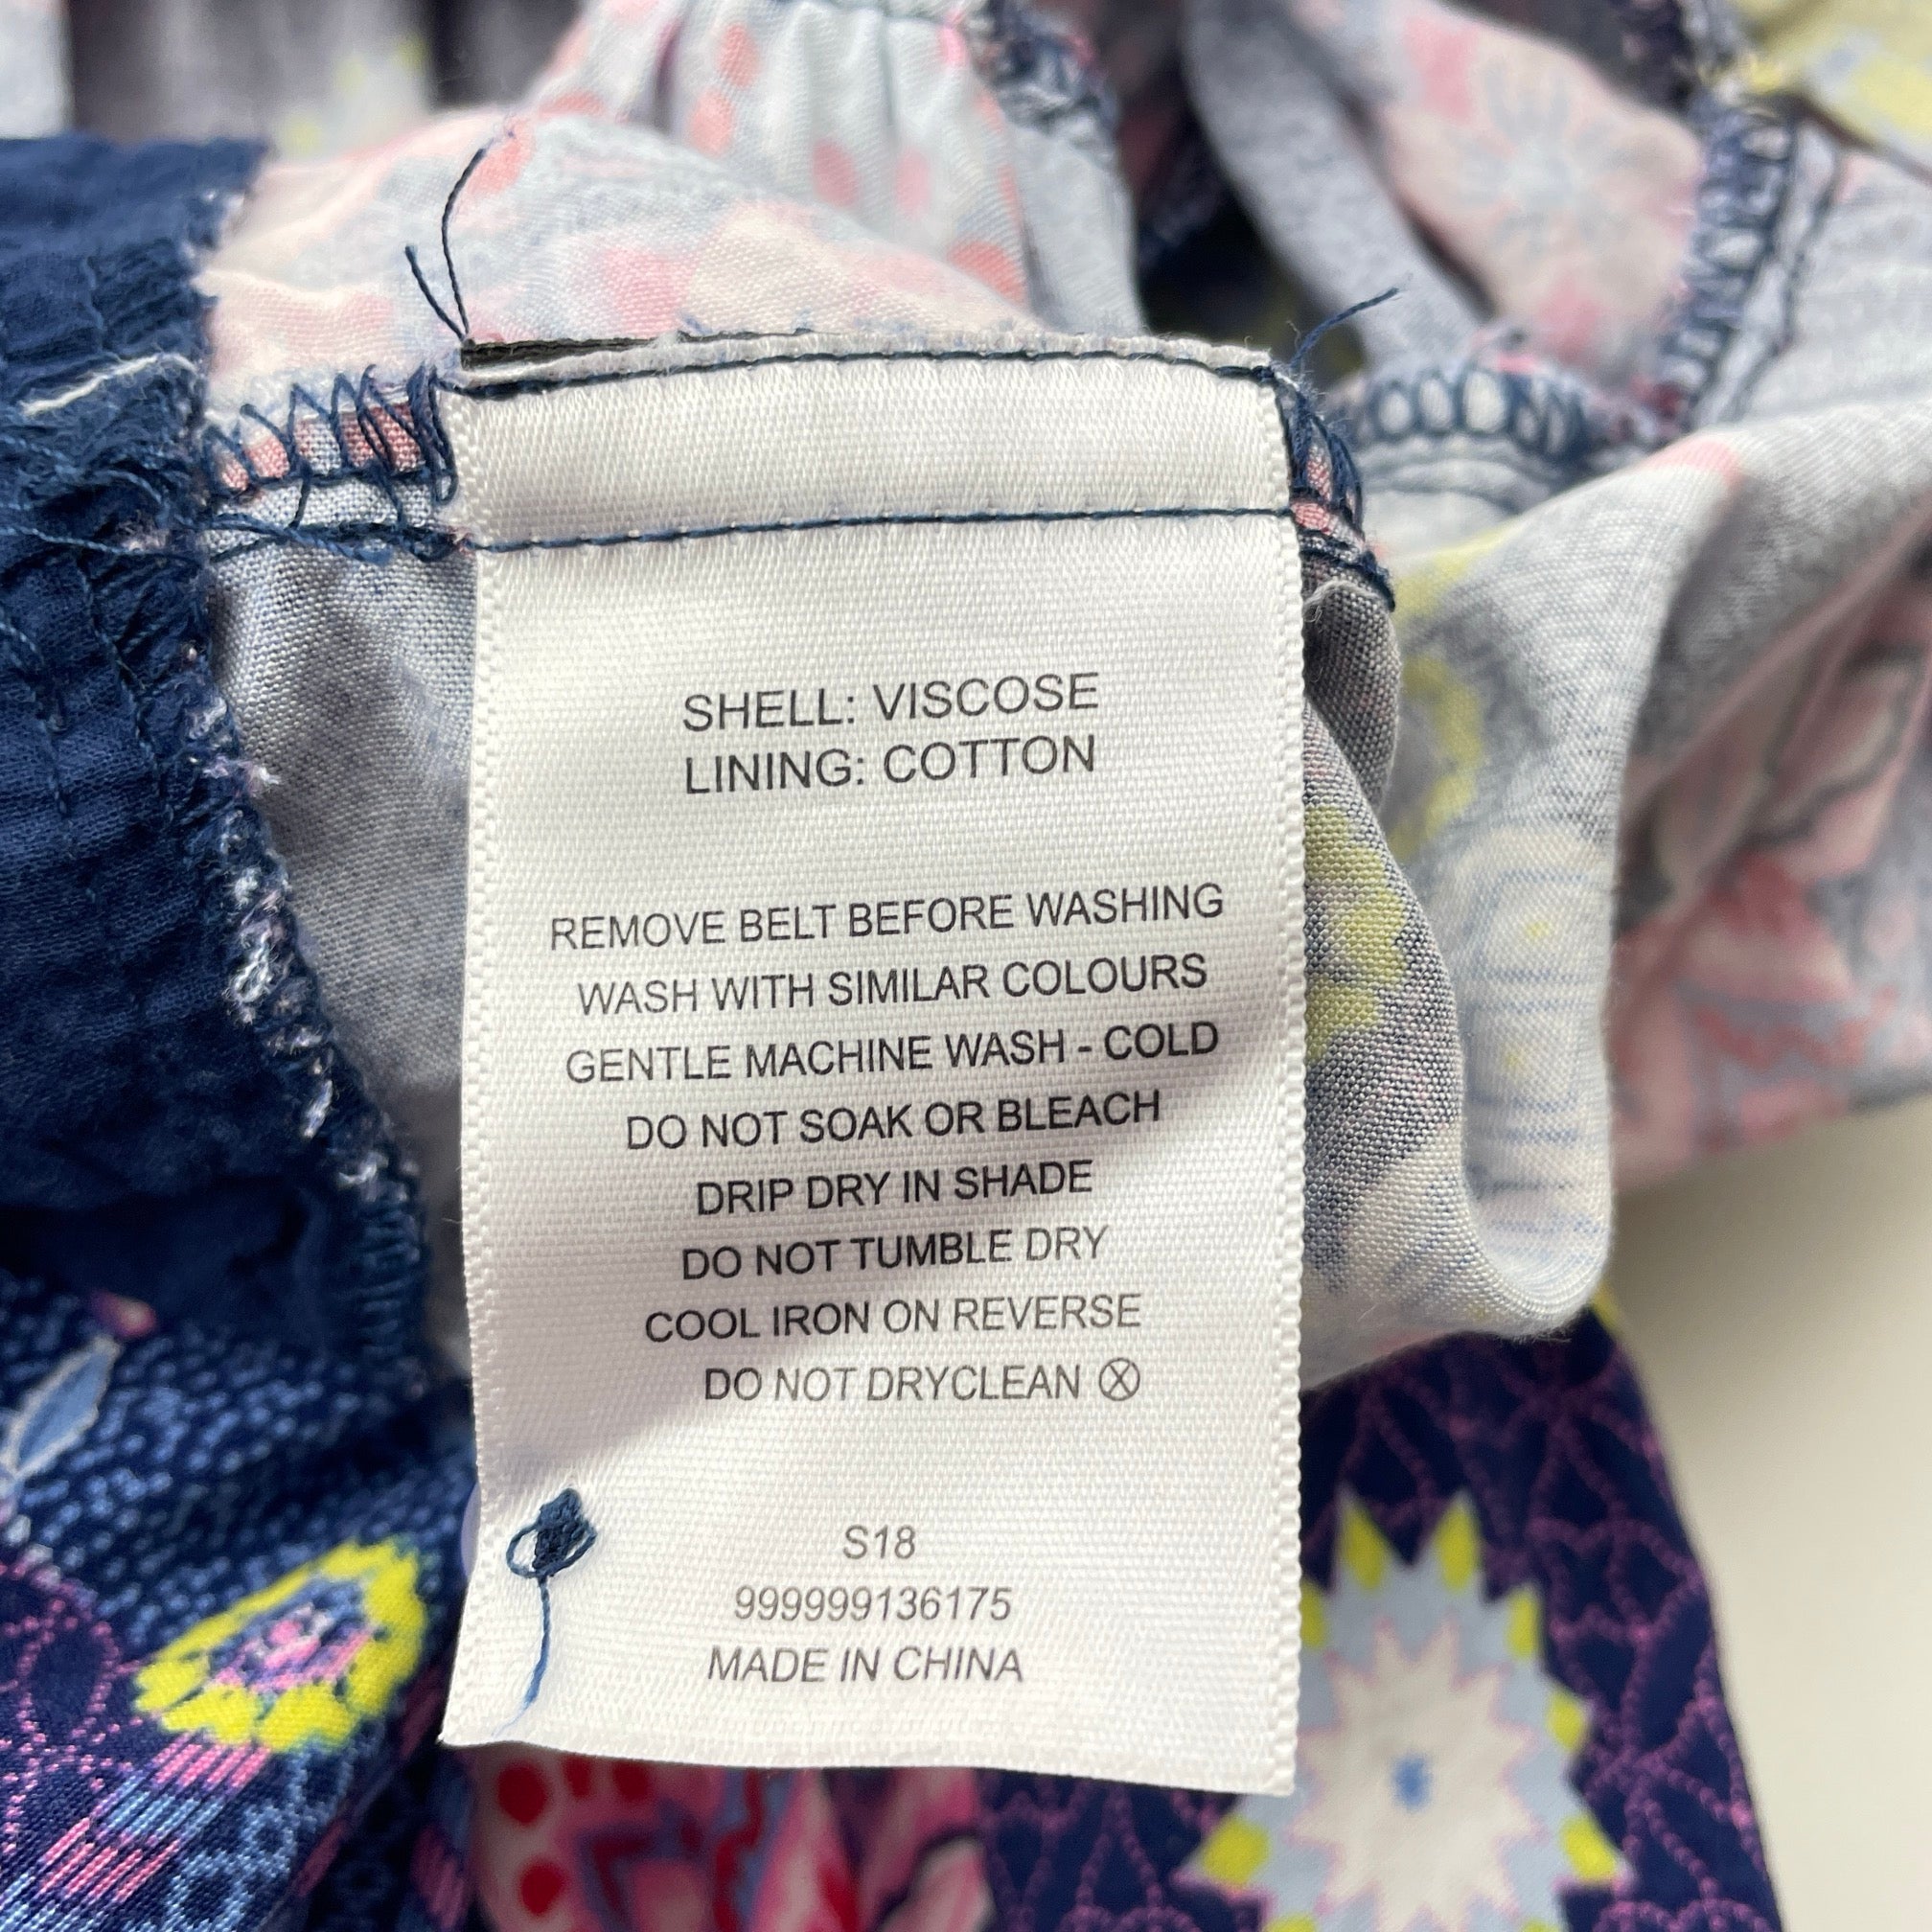 SHELL: VISCOSE
LINING: COTTON
REMOVE BELT BEFORE WASHING
WASH WITH SIMILAR COLOURS
GENTLE MACHINE WASH - COLD
DO NOT SOAK OR BLEACH
DRIP DRY IN SHADE
DO NOT TUMBLE DRY
COOL IRON ON REVERSE
DO NOT DRYCLEAN
S18
999999136175
MADE IN CHINA